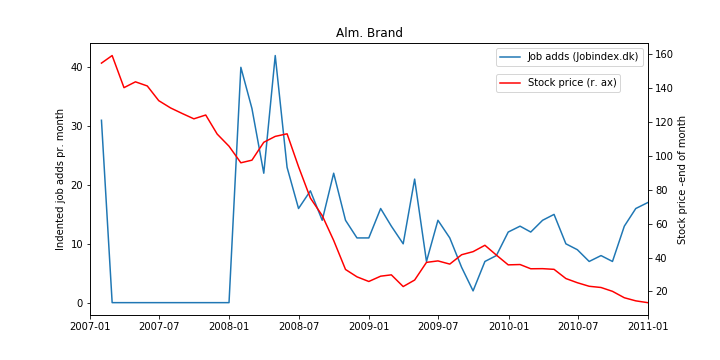 Alm. Brand
Job adds (Jobindex.dk)
Stock price (r. ax)
Indented job adds pr. month
40
30
20
10
0
Stock price -end of month
160
140
120
100
80
60
40
20
2007-01 2007-07 2008-01 2008-07 2009-01 2009-07 2010-01 2010-07 2011-01